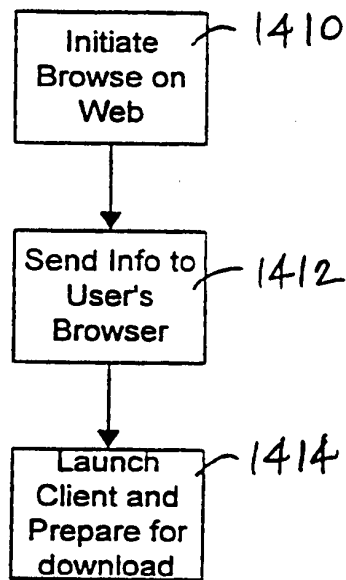 Initiate
Browse on
Web
1410
Send Info to
User's
Browser
1412
Launch
Client and
Prepare for
download
1414